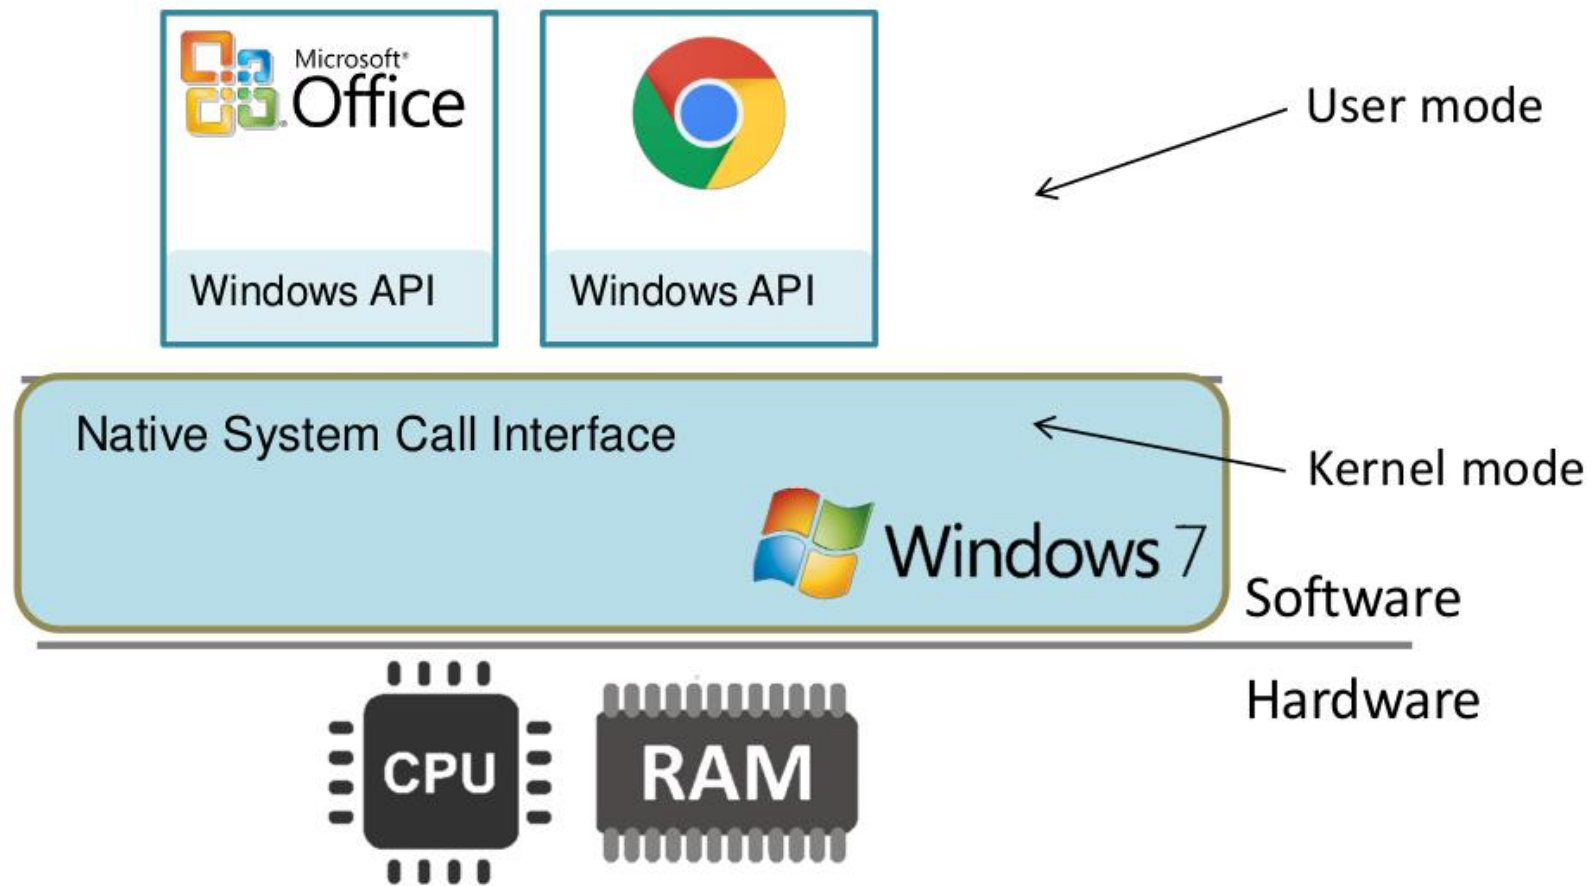 Microsoft®
Office
User mode
Windows API
Windows API
Native System Call Interface
Kernel mode
Windows 7
Software
Hardware
CPU
RAM